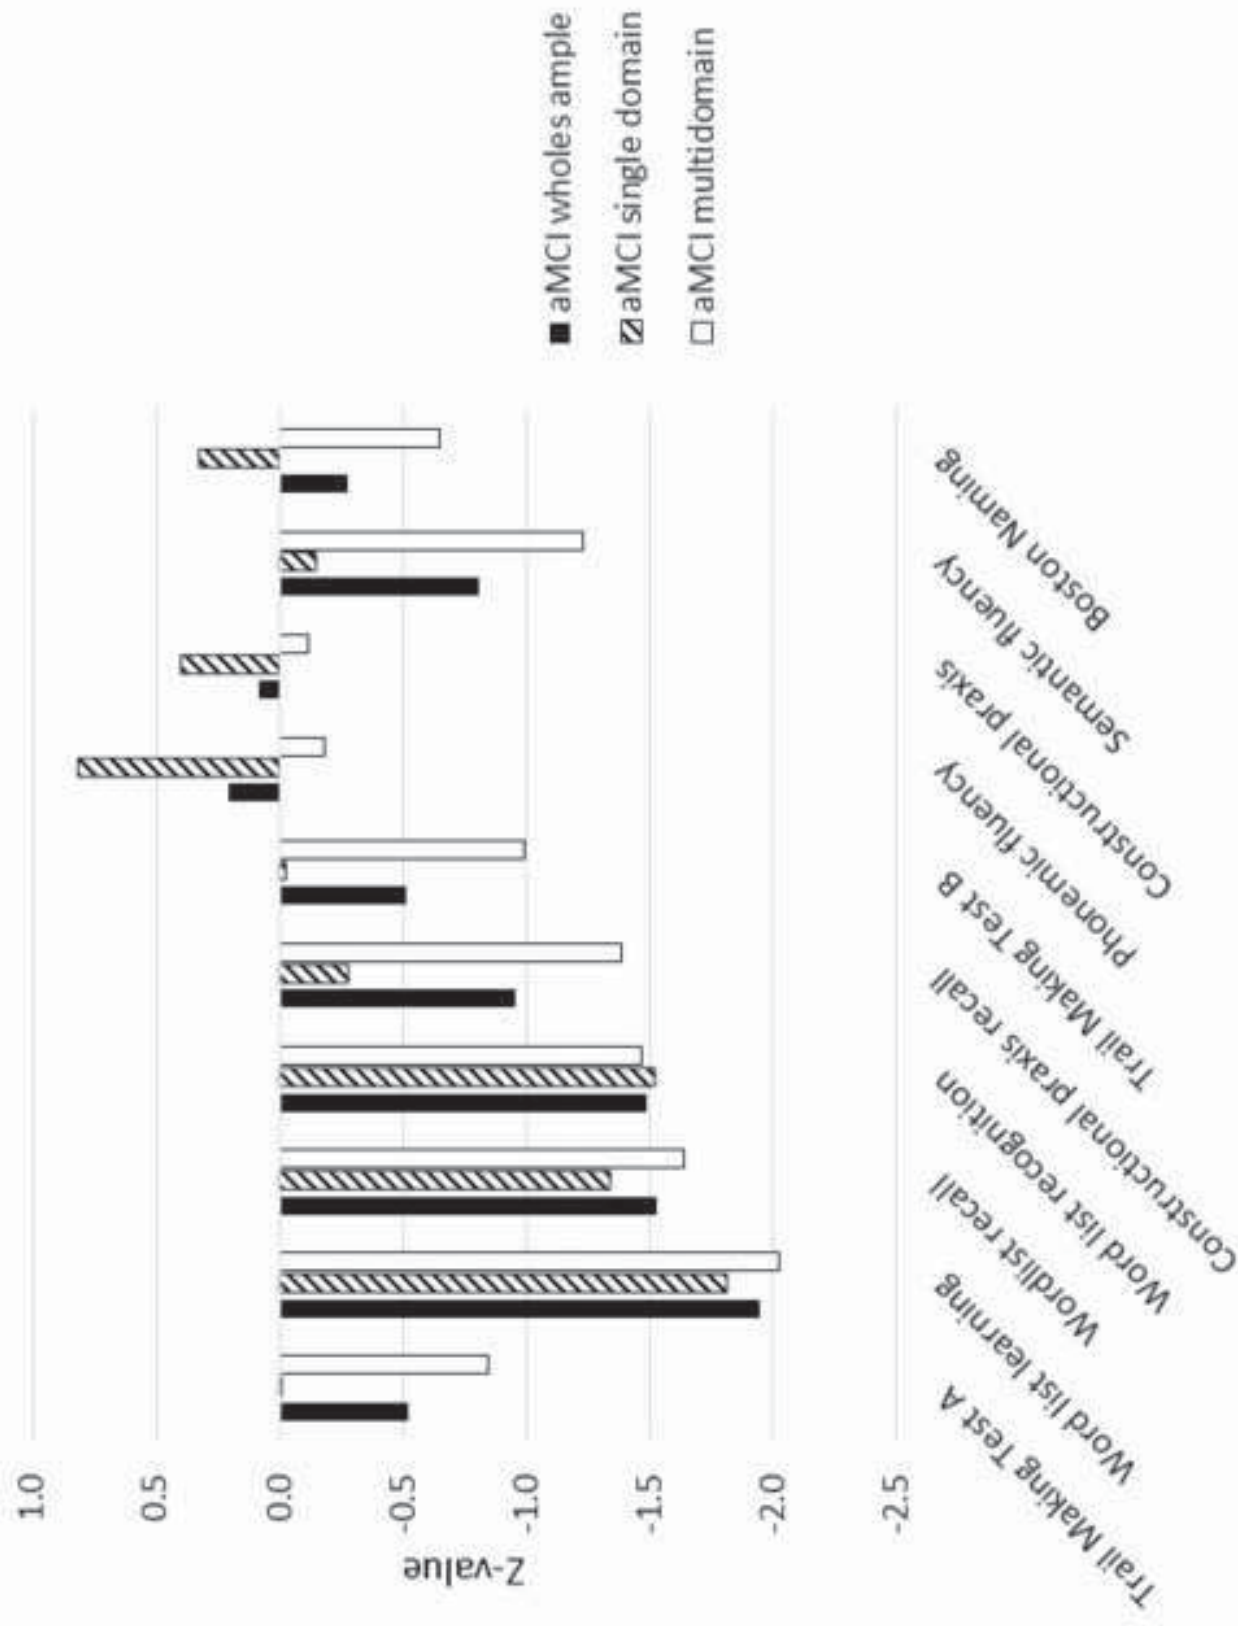 Z-value
1.0
0.5
0.0
-0.5
-1.0
-1.5
-2.0
-2.5
Trail Making Test A
Word list learning
Wordlist recall
Word list recognition
Constructional praxis recall
Trail Making Test B
Phonemic fluency
Constructional praxis
Semantic fluency
Boston Naming
aMCI wholes ample
aMCI single domain
aMCI multidomain